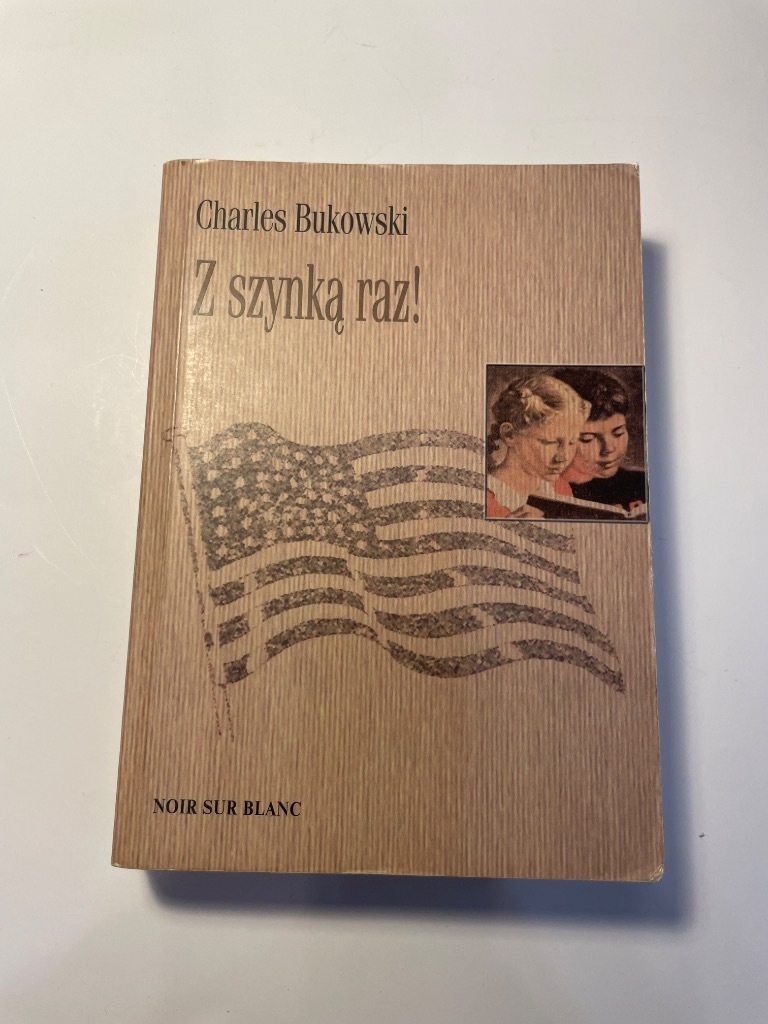 Charles Bukowski
Z szynką raz!
NOIR SUR BLANC